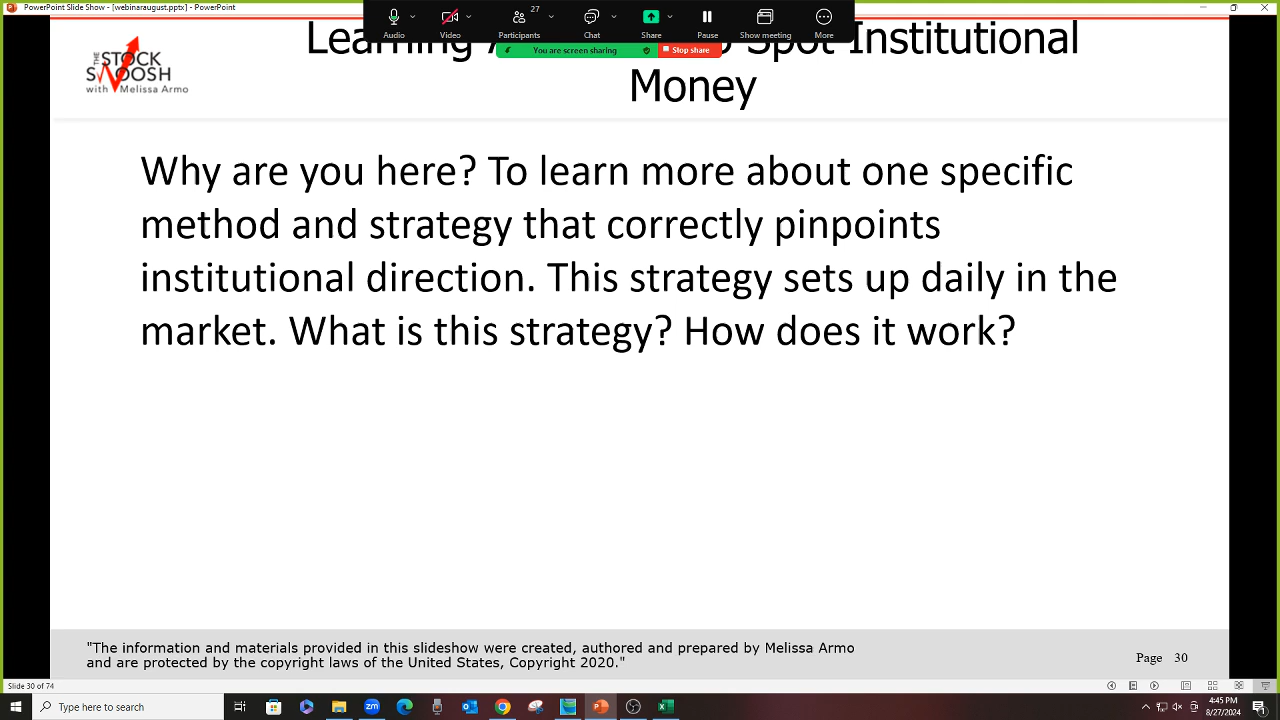 PowerPoint Slide Show - [webinaraugust.pptx] - PowerPoint
27
Audio
Video
Participants
Chat
Share
Pause
Show meeting
More
You are screen sharing
Stop share
THE
STOCK
SWOOSH
with Melissa Armo
Learning Spot Institutional
Money
Why are you here? To learn more about one specific
method and strategy that correctly pinpoints
institutional direction. This strategy sets up daily in the
market. What is this strategy? How does it work?
"The information and materials provided in this slideshow were created, authored and prepared by Melissa Armo
and are protected by the copyright laws of the United States, Copyright 2020."
Page 30
Slide 30 of 74
Type here to search
4:45 PM
8/27/2024